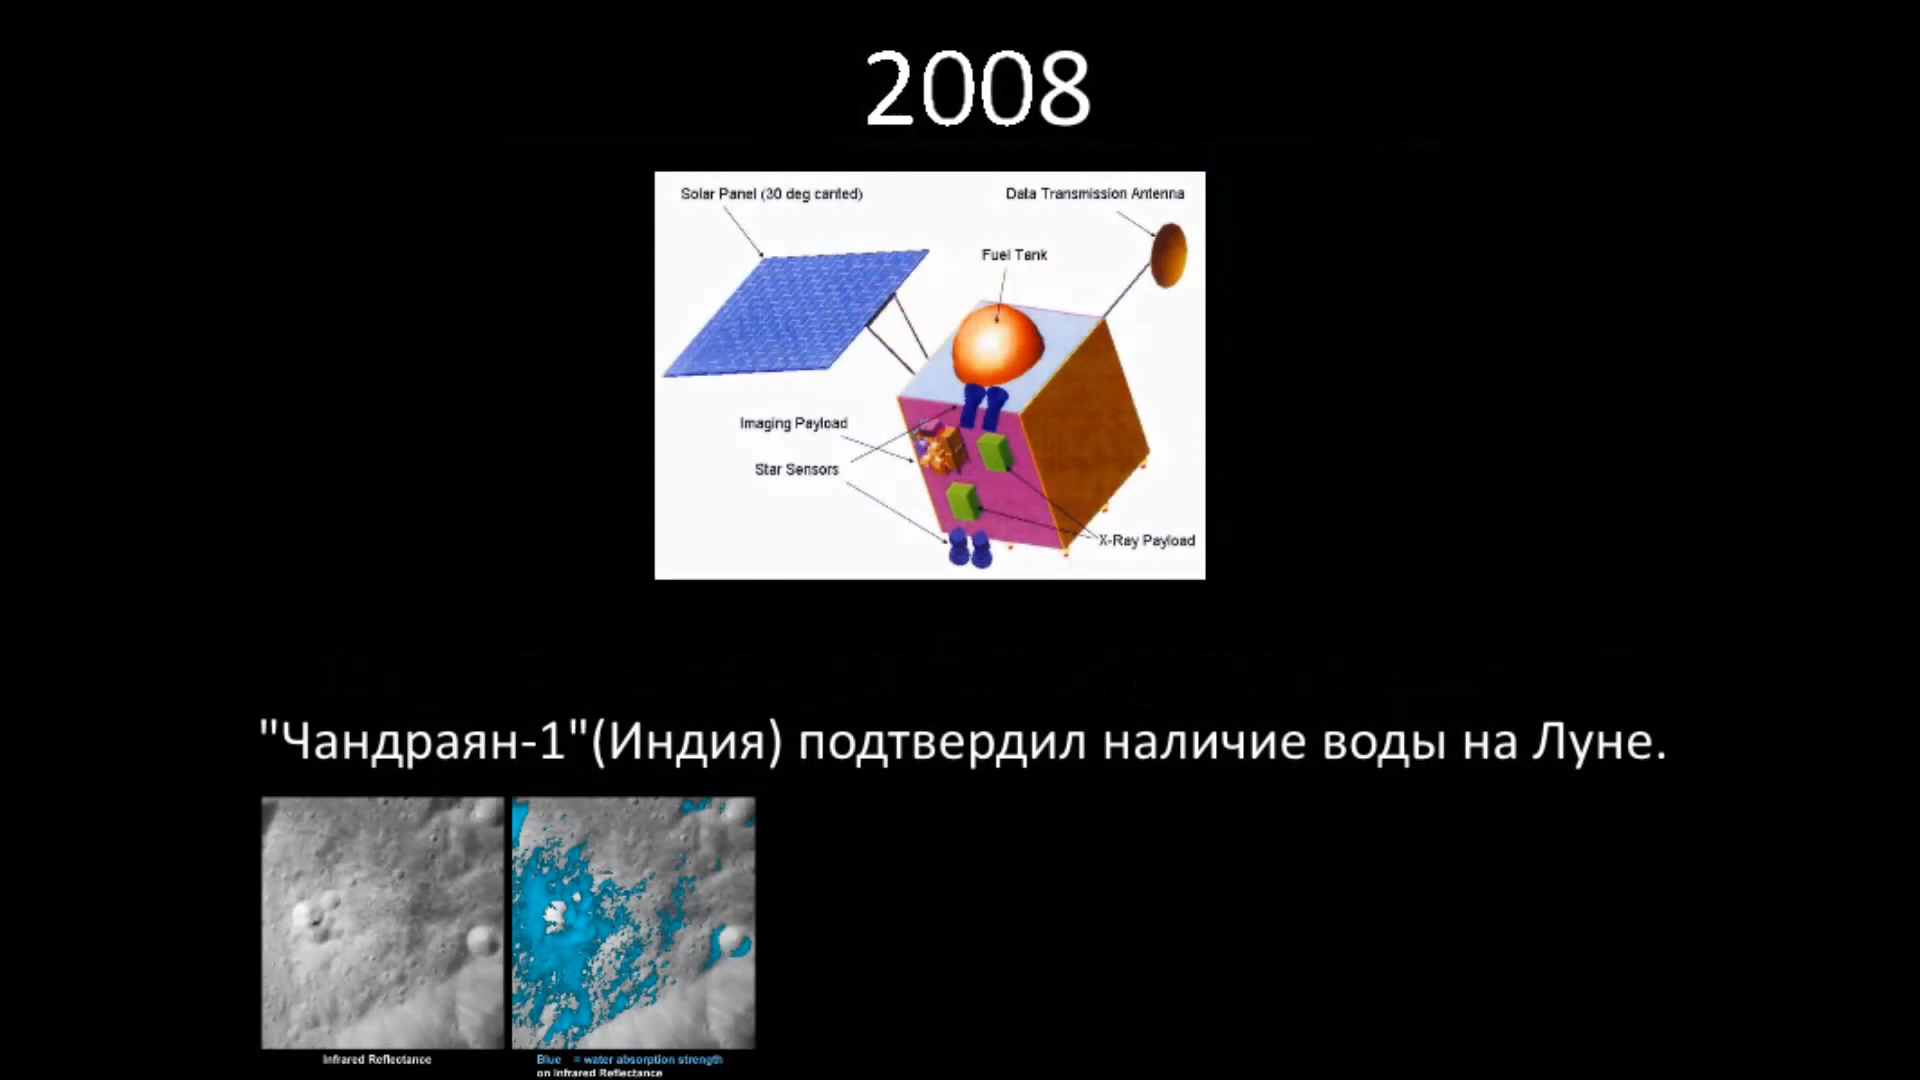 2008
Solar Panel (30 deg canted)
Data Transmission Antenna
Fuel Tank
Imaging Payload
Star Sensors
X-Ray Payload
"Чандраян-1"(Индия) подтвердил наличие воды на Луне.
Infrared Reflectance
Blue = water absorption strength
on Infrared Reflectance